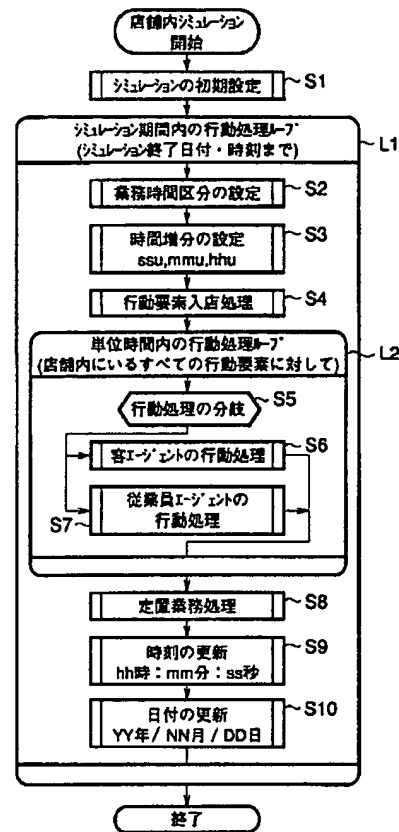 店舗内シミュレーション
開始
シミュレーションの初期設定
S1
シミュレーション期間内の行動処理ループ
(シミュレーション終了日付・時刻まで)
L1
業務時間区分の設定
S2
時間増分の設定
ssu,mmu,hhu
S3
行動要素入店処理
S4
単位時間内の行動処理ループ
(店舗内にいるすべての行動要素に対して)
L2
行動処理の分岐
S5
客エージェントの行動処理
S6
従業員エージェントの
行動処理
S7
定置業務処理
S8
時刻の更新
hh時：mm分：ss秒
S9
日付の更新
YY年/ NN月 / DD日
S10
終了